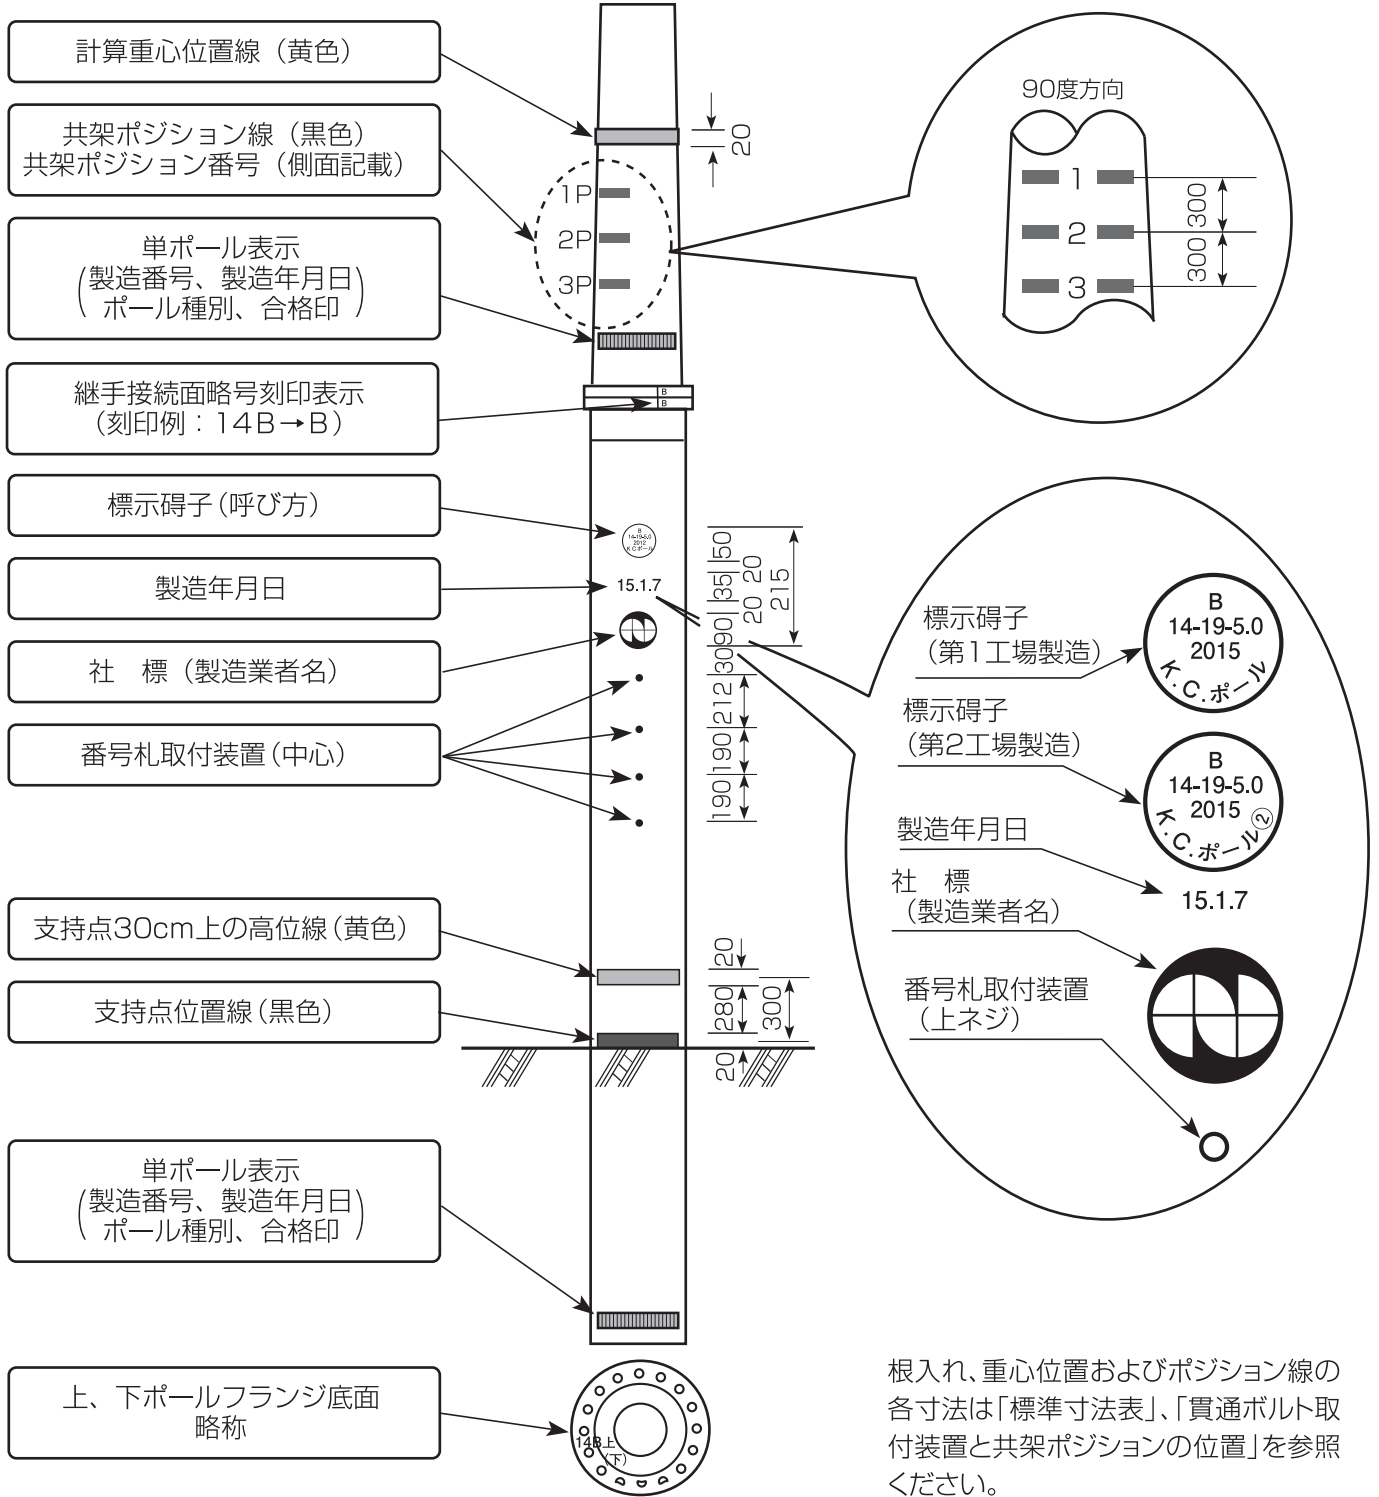 計算重心位置線（黄色）
共架ポジション線（黒色）
共架ポジション番号（側面記載）
単ポール表示
(製造番号、製造年月日)
(ポール種別、合格印)
継手接続面略号刻印表示
（刻印例：14B→B）
標示碍子（呼び方）
製造年月日
社　標（製造業者名）
番号札取付装置（中心）
支持点30cm上の高位線（黄色）
支持点位置線（黒色）
単ポール表示
(製造番号、製造年月日)
(ポール種別、合格印)
上、下ポールフランジ底面
略称
20
1P
2P
3P
B
B
B
14-19-5.0
2012
K.C.ポール
15.1.7
50
20
35
20
90
215
30
212
190
190
20
280
300
20
14B上
(下)
90度方向
1
2
3
300
300
標示碍子
（第1工場製造）
B
14-19-5.0
2015
K.C.ポール
標示碍子
（第2工場製造）
B
14-19-5.0
2015
K.C.ポール②
製造年月日
15.1.7
社　標
（製造業者名）
番号札取付装置
（上ネジ）
根入れ、重心位置およびポジション線の
各寸法は「標準寸法表」、「貫通ボルト取
付装置と共架ポジションの位置」を参照
ください。